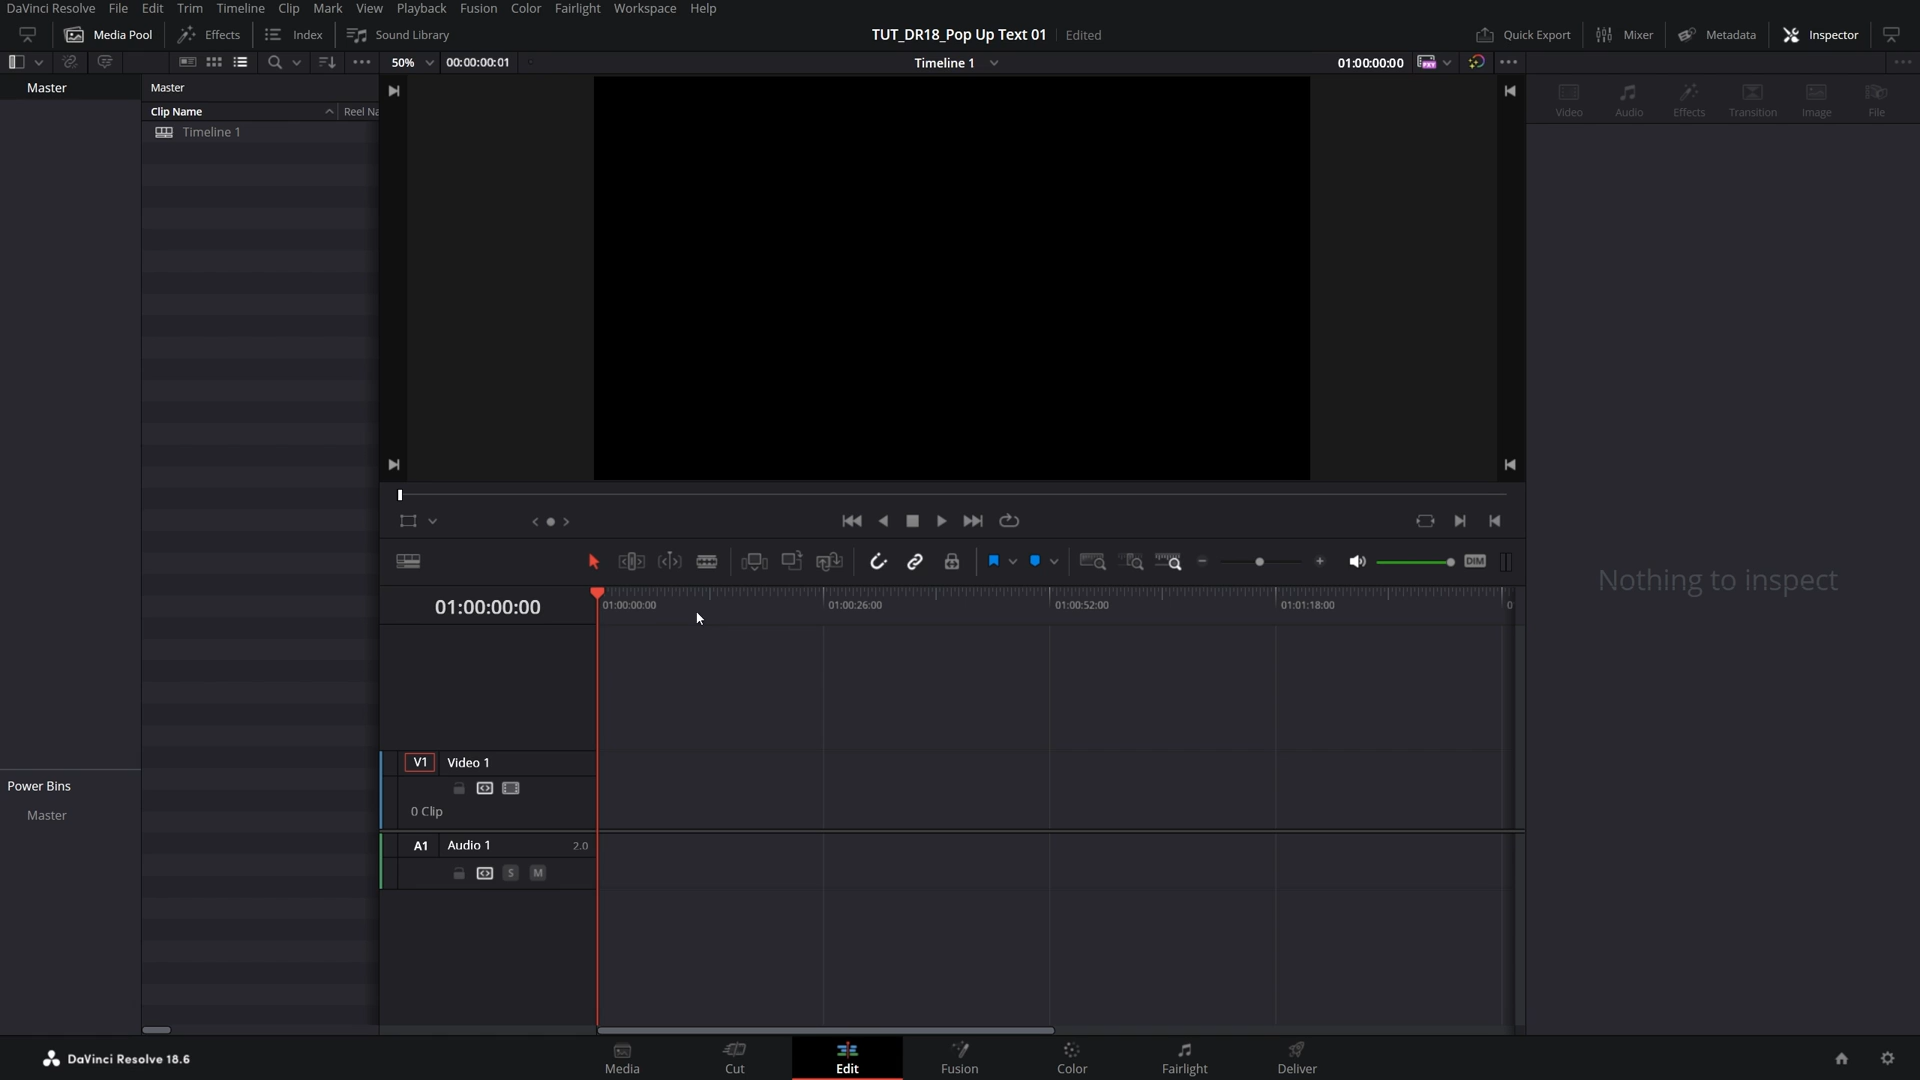 DaVinci Resolve File Edit Trim Timeline Clip Mark View Playback Fusion Color Fairlight Workspace Help
Media Pool Effects Index Sound Library TUT_DR18_Pop Up Text 01 Edited Quick Export Mixer Metadata Inspector
50% 00:00:00:01 Timeline 1 01:00:00:00
Master Master
Video Audio Effects Transition Image File
Clip Name Reel Na
Timeline 1
Nothing to inspect
DIM
01:00:00:00 01:00:00:00 01:00:26:00 01:00:52:00 01:01:18:00 0
V1 Video 1
0 Clip
Power Bins
Master
A1 Audio 1 2.0
S M
DaVinci Resolve 18.6
Media Cut Edit Fusion Color Fairlight Deliver